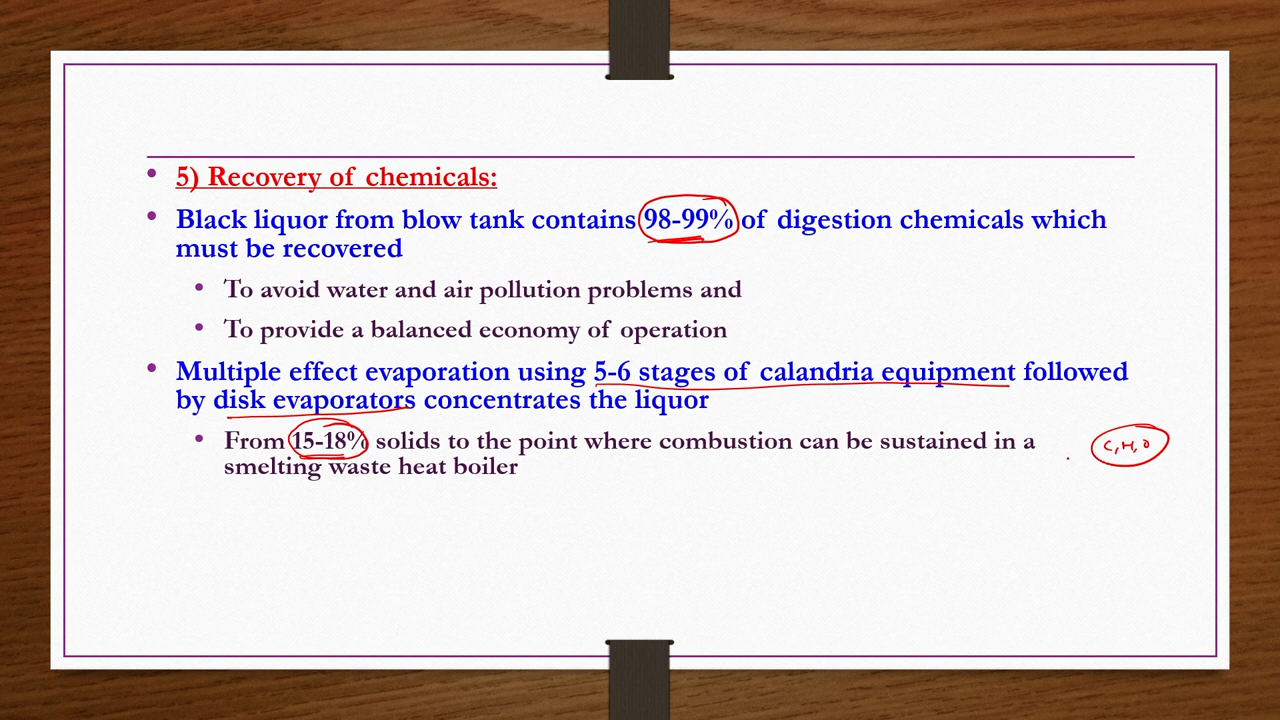 5) Recovery of chemicals:
Black liquor from blow tank contains 98-99% of digestion chemicals which
must be recovered
To avoid water and air pollution problems and
To provide a balanced economy of operation
Multiple effect evaporation using 5-6 stages of calandria equipment followed
by disk evaporators concentrates the liquor
From 15-18% solids to the point where combustion can be sustained in a
smelting waste heat boiler
C, H, O